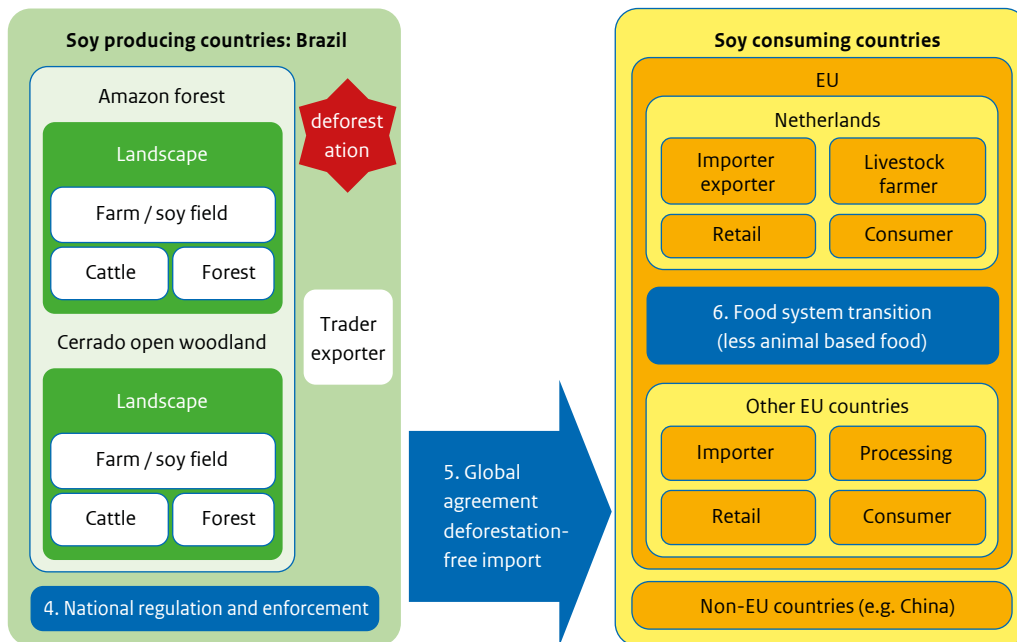 Soy producing countries: Brazil
Amazon forest
deforest
ation
Landscape
Farm / soy field
Cattle
Forest
Trader
exporter
Cerrado open woodland
Landscape
Farm / soy field
Cattle
Forest
4. National regulation and enforcement
5. Global
agreement
deforestation-
free import
Soy consuming countries
EU
Netherlands
Importer
exporter
Livestock
farmer
Retail
Consumer
6. Food system transition
(less animal based food)
Other EU countries
Importer
Processing
Retail
Consumer
Non-EU countries (e.g. China)